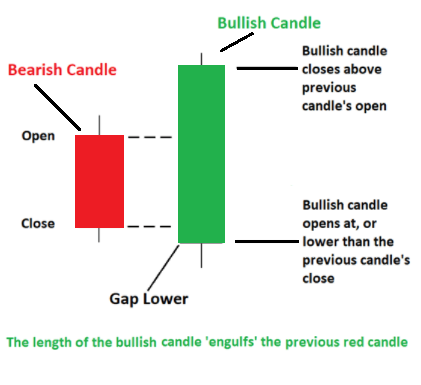 Bullish Candle
Bearish Candle
Bullish candle
closes above
previous
candle's open
Open
Close
Bullish candle
opens at, or
lower than the
previous candle's
close
Gap Lower
The length of the bullish candle 'engulfs' the previous red candle